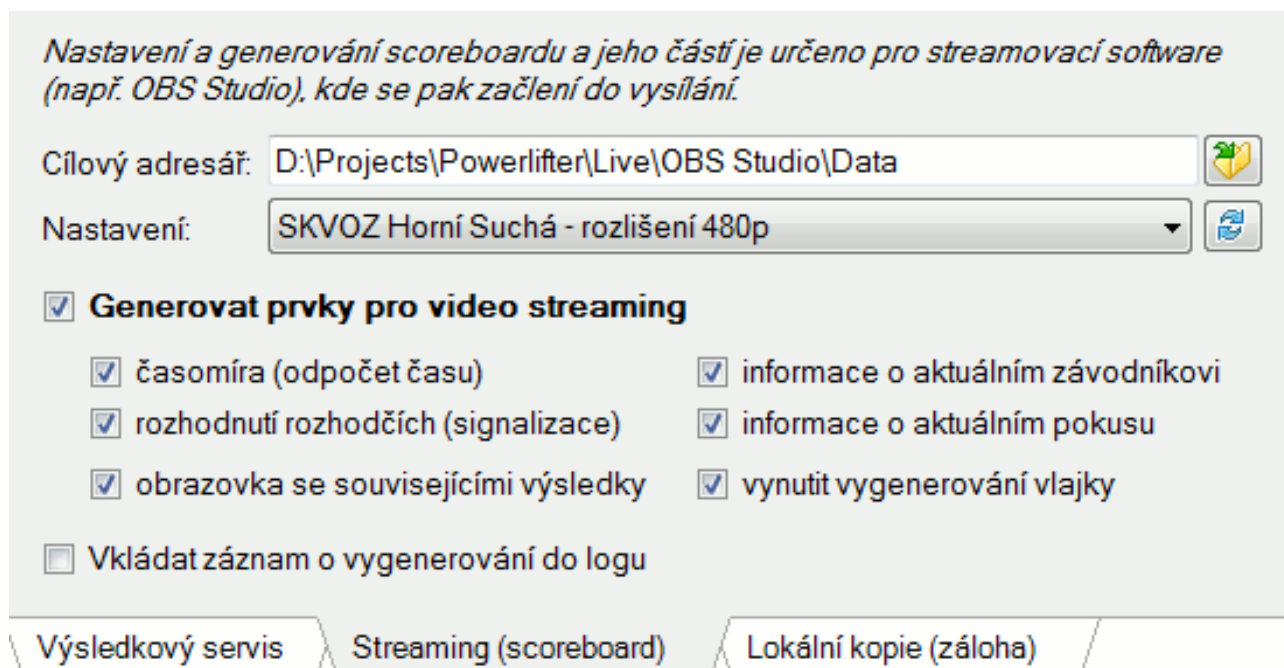 Nastavení a generování scoreboardu a jeho částí je určeno pro streamovací software
(např. OBS Studio), kde se pak začlení do vysílání.
Cílový adresář: D:\Projects\Powerlifter\Live\OBS Studio\Data
Nastavení: SKVOZ Horní Suchá - rozlišení 480p
Generovat prvky pro video streaming
časomíra (odpočet času) informace o aktuálním závodníkovi
rozhodnutí rozhodčích (signalizace) informace o aktuálním pokusu
obrazovka se souvisejícími výsledky vynutit vygenerování vlajky
Vkládat záznam o vygenerování do logu
Výsledkový servis Streaming (scoreboard) Lokální kopie (záloha)